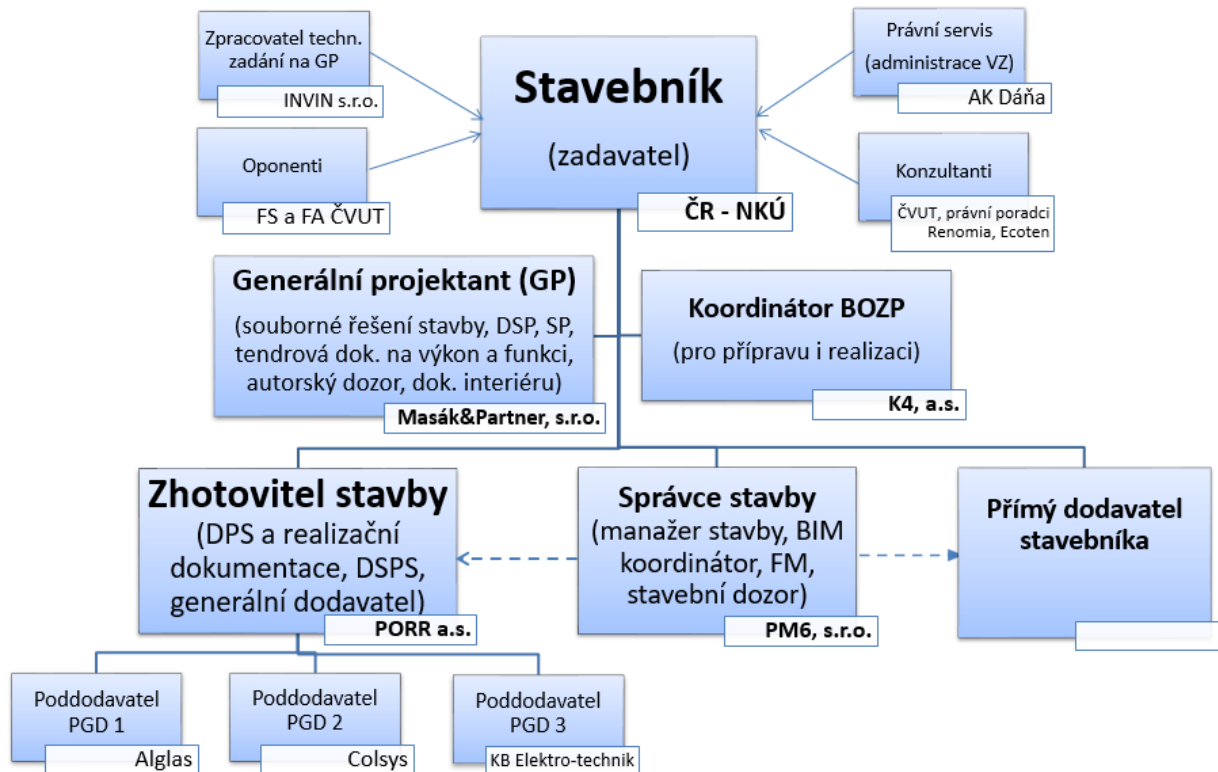 Zpracovatel techn.
zadání na GP
INVIN s.r.o.
Oponenti
FS a FA ČVUT
Stavebník
(zadavatel)
ČR - NKÚ
Právní servis
(administrace VZ)
AK Dáňa
Konzultanti
ČVUT, právní poradci
Renomia, Ecoten
Generální projektant (GP)
(souborné řešení stavby, DSP, SP,
tendrová dok. na výkon a funkci,
autorský dozor, dok. interiéru)
Masák&Partner, s.r.o.
Koordinátor BOZP
(pro přípravu i realizaci)
K4, a.s.
Zhotovitel stavby
(DPS a realizační
dokumentace, DSPS,
generální dodavatel)
PORR a.s.
Správce stavby
(manažer stavby, BIM
koordinátor, FM,
stavební dozor)
PM6, s.r.o.
Přímý dodavatel
stavebníka
Poddodavatel
PGD 1
Alglas
Poddodavatel
PGD 2
Colsys
Poddodavatel
PGD 3
KB Elektro-technik